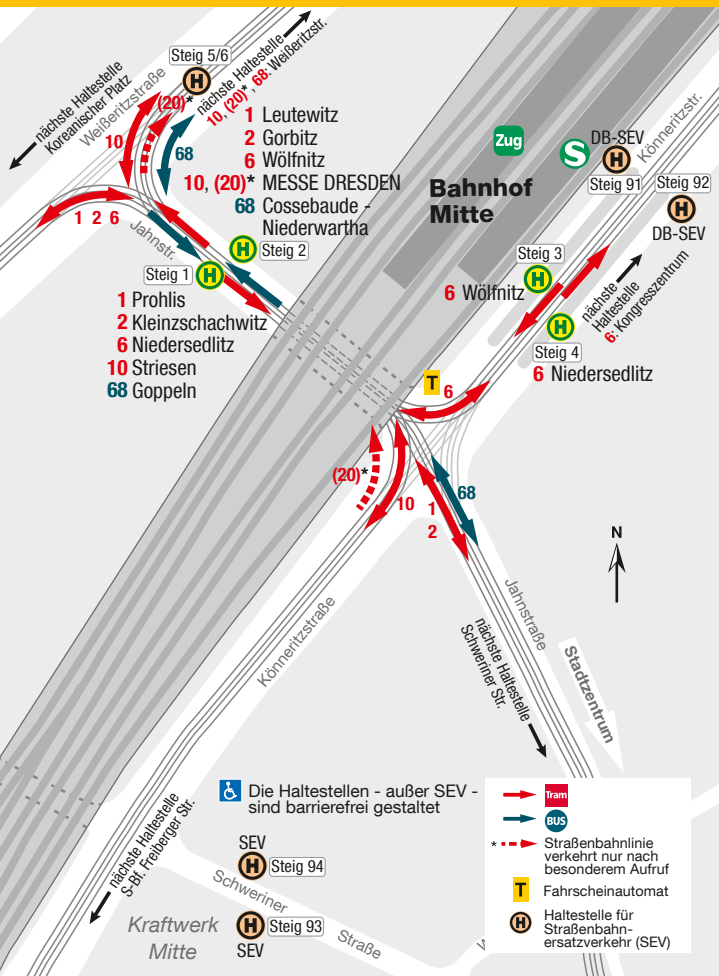 Steig 5/6
H
nächste Haltestelle
Koreanischer Platz
Weißeritzstraße
nächste Haltestelle
10, (20)*, 68: Weißeritzstr.
(20)*
10
68
1 Leutewitz
2 Gorbitz
6 Wölfnitz
10, (20)* MESSE DRESDEN
68 Cossebaude -
Niederwartha
1 2 6
Jahnstr.
H
Steig 2
Steig 1
H
1 Prohlis
2 Kleinzschachwitz
6 Niedersedlitz
10 Striesen
68 Goppeln
Zug
S
Bahnhof
Mitte
DB-SEV
H
Steig 91
Könneritzstr.
Steig 92
H
DB-SEV
Steig 3
H
6 Wölfnitz
H
Steig 4
6 Niedersedlitz
nächste
Haltestelle
6: Kongresszentrum
T
6
(20)*
10
1
2
68
N
Könneritzstraße
Jahnstraße
nächste Haltestelle
Schweriner Str.
Stadtzentrum
nächste Haltestelle
S-Bf. Freiberger Str.
Die Haltestellen - außer SEV -
sind barrierefrei gestaltet
SEV
H
Steig 94
Schweriner
Straße
Kraftwerk
Mitte
H
Steig 93
SEV
Tram
BUS
* Straßenbahnlinie
verkehrt nur nach
besonderem Aufruf
T Fahrscheinautomat
H Haltestelle für
Straßenbahn-
ersatzverkehr (SEV)